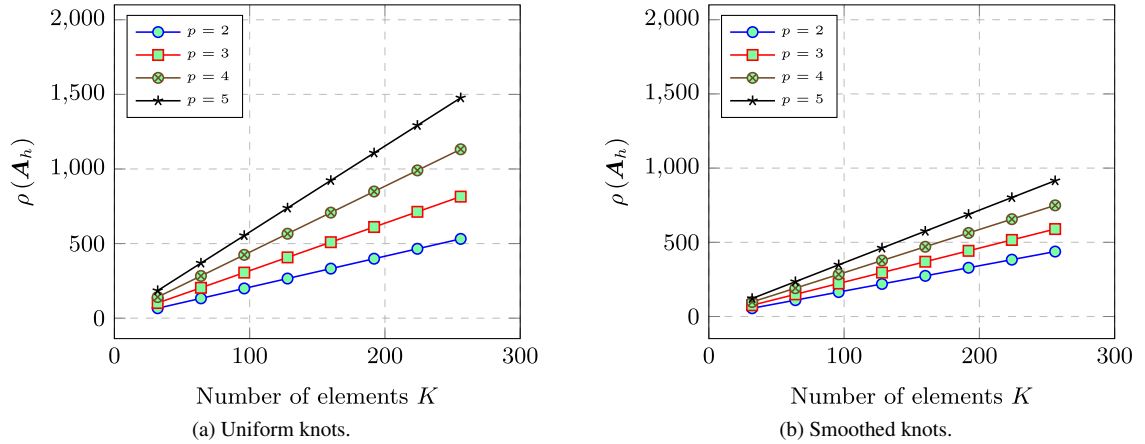 2,000
1,500
1,000
500
0
ρ (𝑨ₕ)
p = 2
p = 3
p = 4
p = 5
0 100 200 300
Number of elements K
(a) Uniform knots.
2,000
1,500
1,000
500
0
ρ (𝑨ₕ)
p = 2
p = 3
p = 4
p = 5
0 100 200 300
Number of elements K
(b) Smoothed knots.